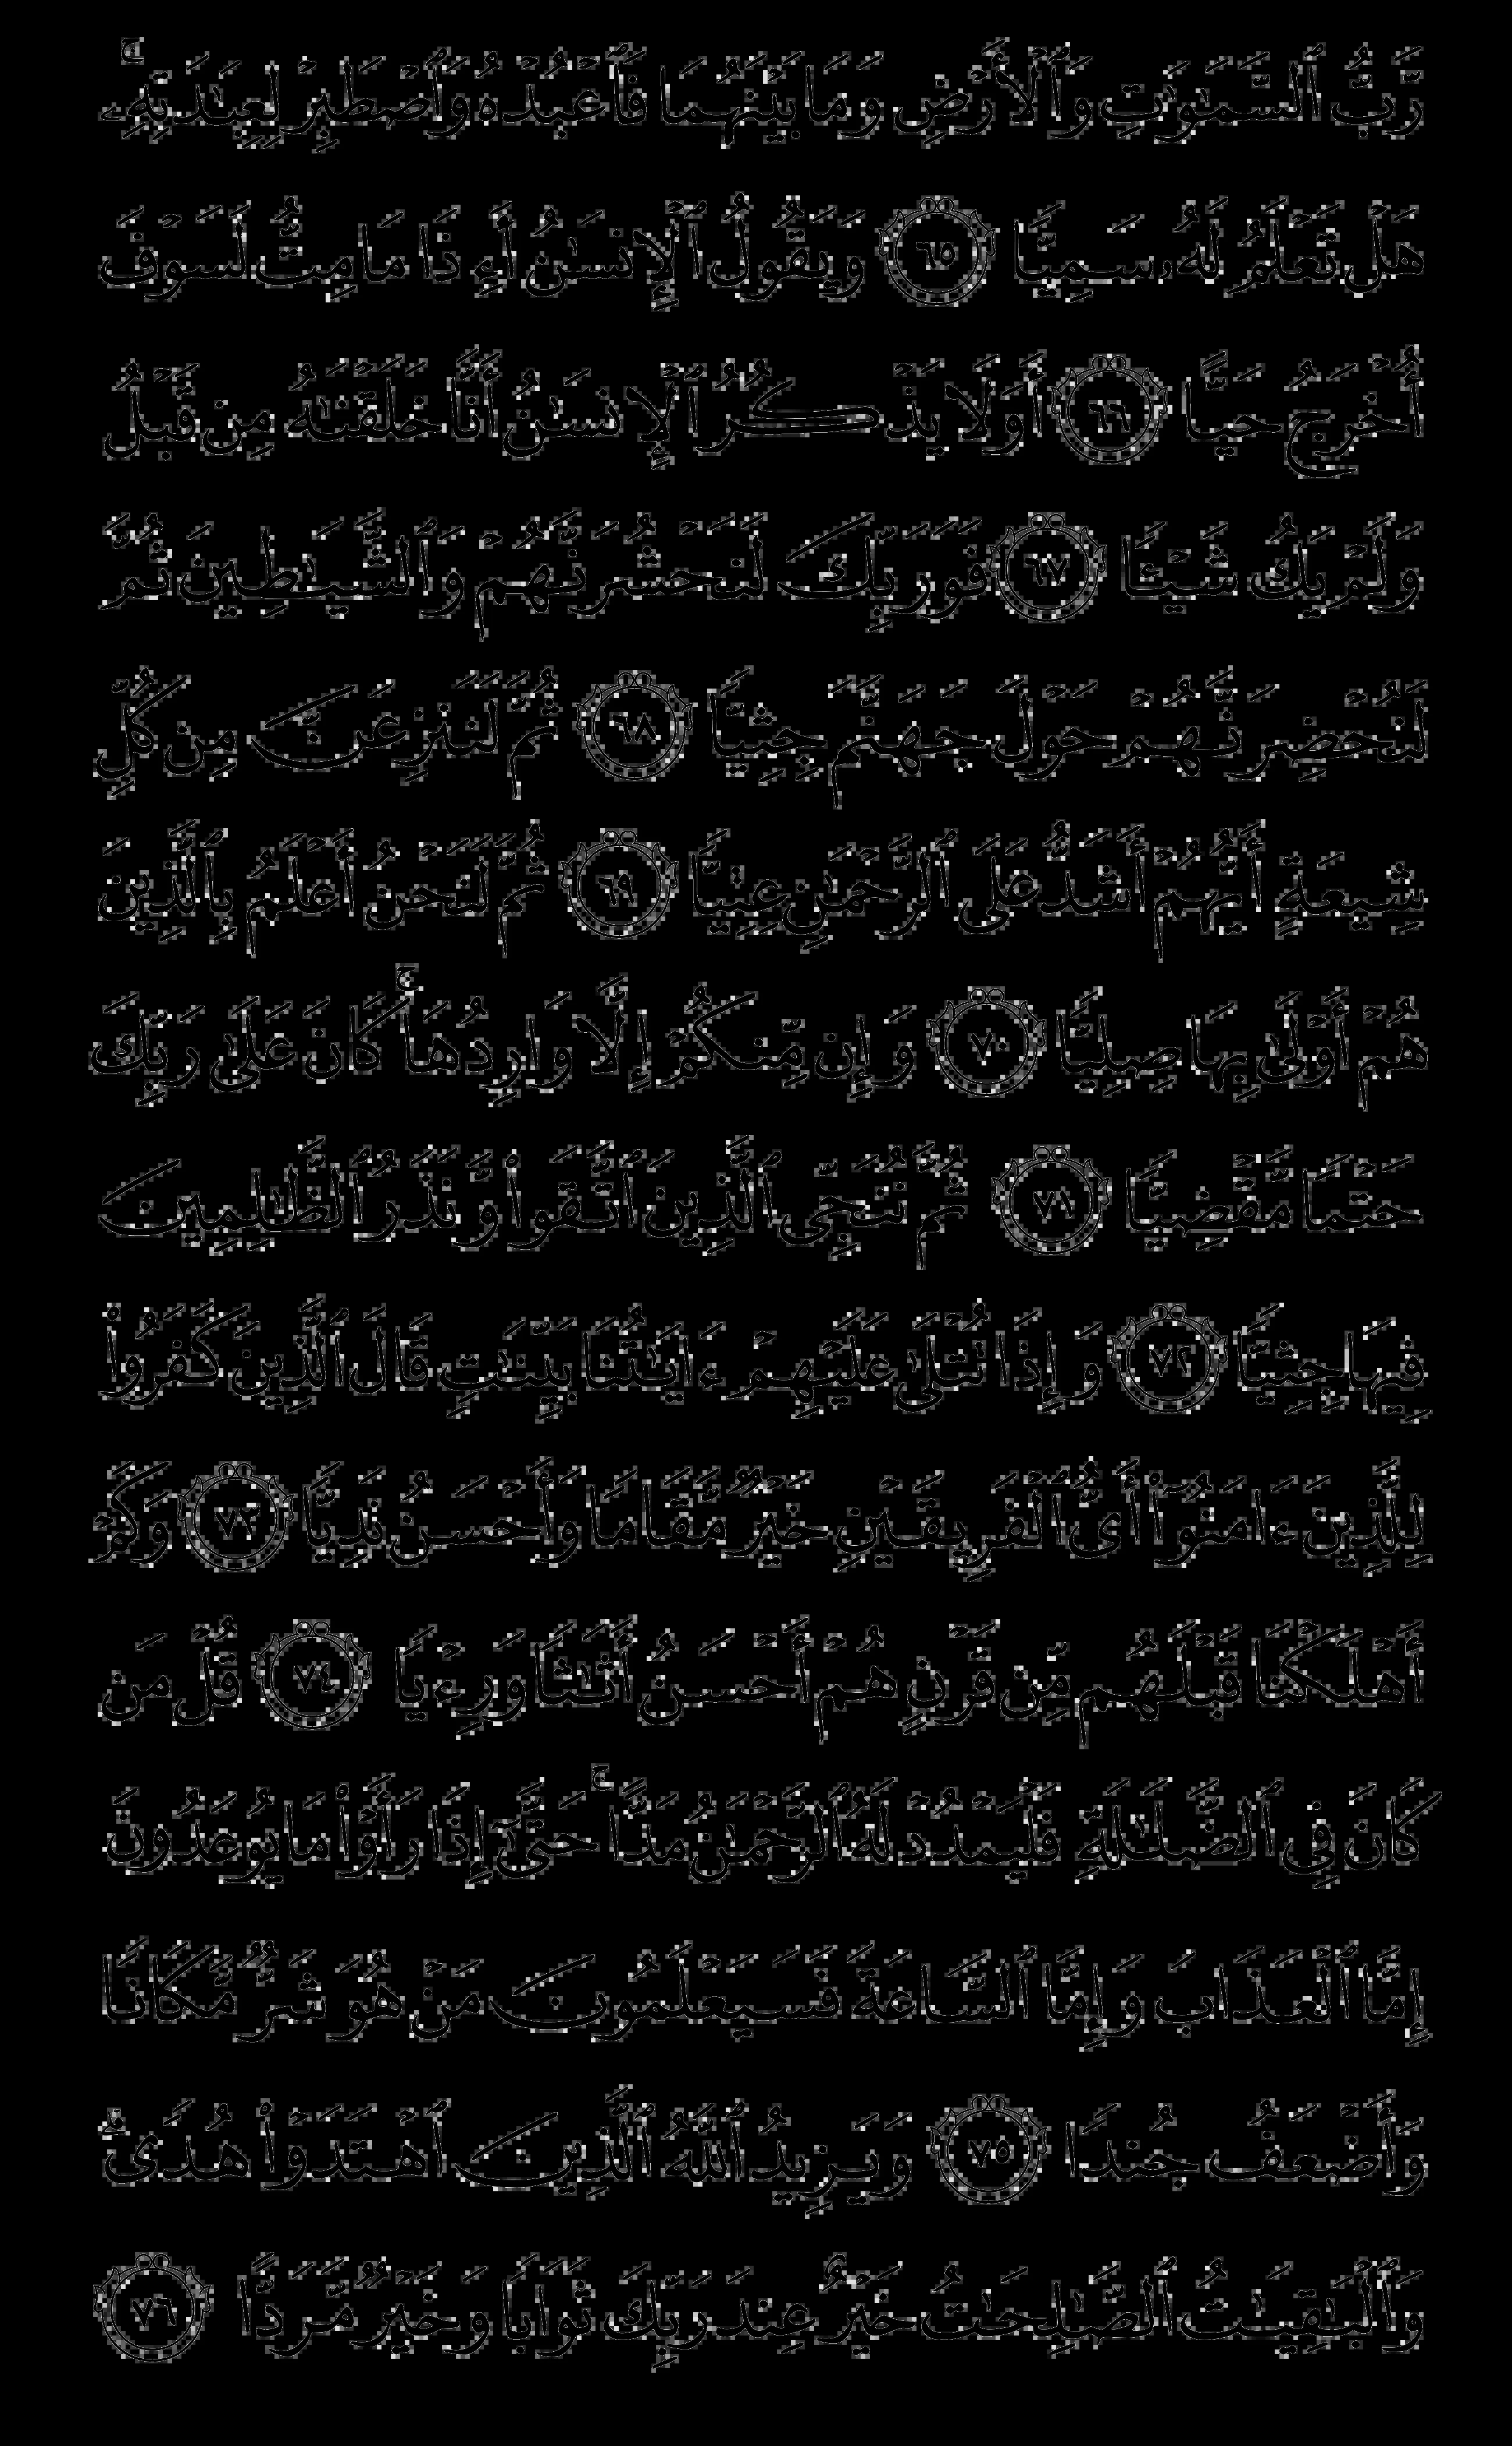 رَّبُّ ٱلسَّمَٰوَٰتِ وَٱلْأَرْضِ وَمَا بَيْنَهُمَا فَٱعْبُدْهُ وَٱصْطَبِرْ لِعِبَٰدَتِهِۦ ۚ
هَلْ تَعْلَمُ لَهُۥ سَمِيًّا ٦٥ وَيَقُولُ ٱلْإِنسَٰنُ أَءِذَا مَا مِتُّ لَسَوْفَ
أُخْرَجُ حَيًّا ٦٦ أَوَلَا يَذْكُرُ ٱلْإِنسَٰنُ أَنَّا خَلَقْنَٰهُ مِن قَبْلُ
وَلَمْ يَكُ شَيْـًٔا ٦٧ فَوَرَبِّكَ لَنَحْشُرَنَّهُمْ وَٱلشَّيَٰطِينَ ثُمَّ
لَنُحْضِرَنَّهُمْ حَوْلَ جَهَنَّمَ جِثِيًّا ٦٨ ثُمَّ لَنَنزِعَنَّ مِن كُلِّ
شِيعَةٍ أَيُّهُمْ أَشَدُّ عَلَى ٱلرَّحْمَٰنِ عِتِيًّا ٦٩ ثُمَّ لَنَحْنُ أَعْلَمُ بِٱلَّذِينَ
هُمْ أَوْلَىٰ بِهَا صِلِيًّا ٧٠ وَإِن مِّنكُمْ إِلَّا وَارِدُهَا ۚ كَانَ عَلَىٰ رَبِّكَ
حَتْمًا مَّقْضِيًّا ٧١ ثُمَّ نُنَجِّى ٱلَّذِينَ ٱتَّقَوا۟ وَّنَذَرُ ٱلظَّٰلِمِينَ
فِيهَا جِثِيًّا ٧٢ وَإِذَا تُتْلَىٰ عَلَيْهِمْ ءَايَٰتُنَا بَيِّنَٰتٍ قَالَ ٱلَّذِينَ كَفَرُوا۟
لِلَّذِينَ ءَامَنُوٓا۟ أَىُّ ٱلْفَرِيقَيْنِ خَيْرٌ مَّقَامًا وَأَحْسَنُ نَدِيًّا ٧٣ وَكَمْ
أَهْلَكْنَا قَبْلَهُم مِّن قَرْنٍ هُمْ أَحْسَنُ أَثَٰثًا وَرِءْيًا ٧٤ قُلْ مَن
كَانَ فِى ٱلضَّلَٰلَةِ فَلْيَمْدُدْ لَهُ ٱلرَّحْمَٰنُ مَدًّا ۚ حَتَّىٰٓ إِذَا رَأَوْا۟ مَا يُوعَدُونَ
إِمَّا ٱلْعَذَابَ وَإِمَّا ٱلسَّاعَةَ فَسَيَعْلَمُونَ مَنْ هُوَ شَرٌّ مَّكَانًا
وَأَضْعَفُ جُندًا ٧٥ وَيَزِيدُ ٱللَّهُ ٱلَّذِينَ ٱهْتَدَوْا۟ هُدًى ۗ
وَٱلْبَٰقِيَٰتُ ٱلصَّٰلِحَٰتُ خَيْرٌ عِندَ رَبِّكَ ثَوَابًا وَخَيْرٌ مَّرَدًّا ٧٦